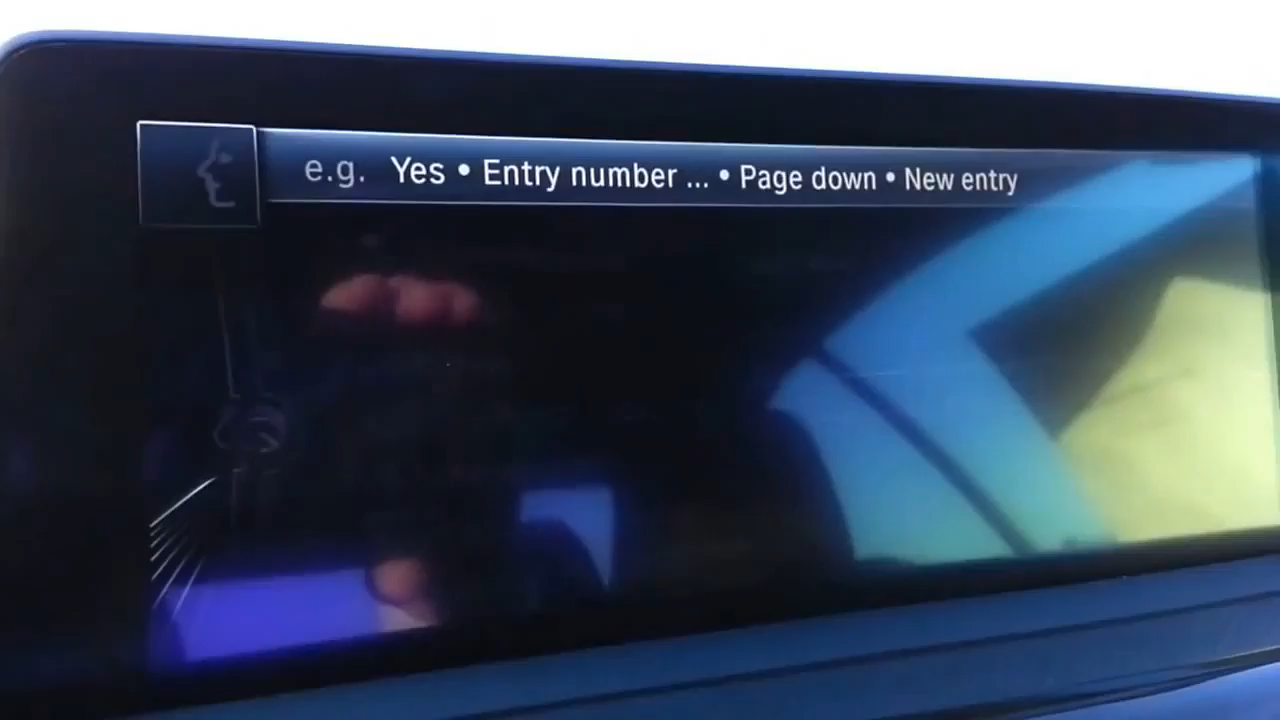 e.g. Yes • Entry number ... • Page down • New entry